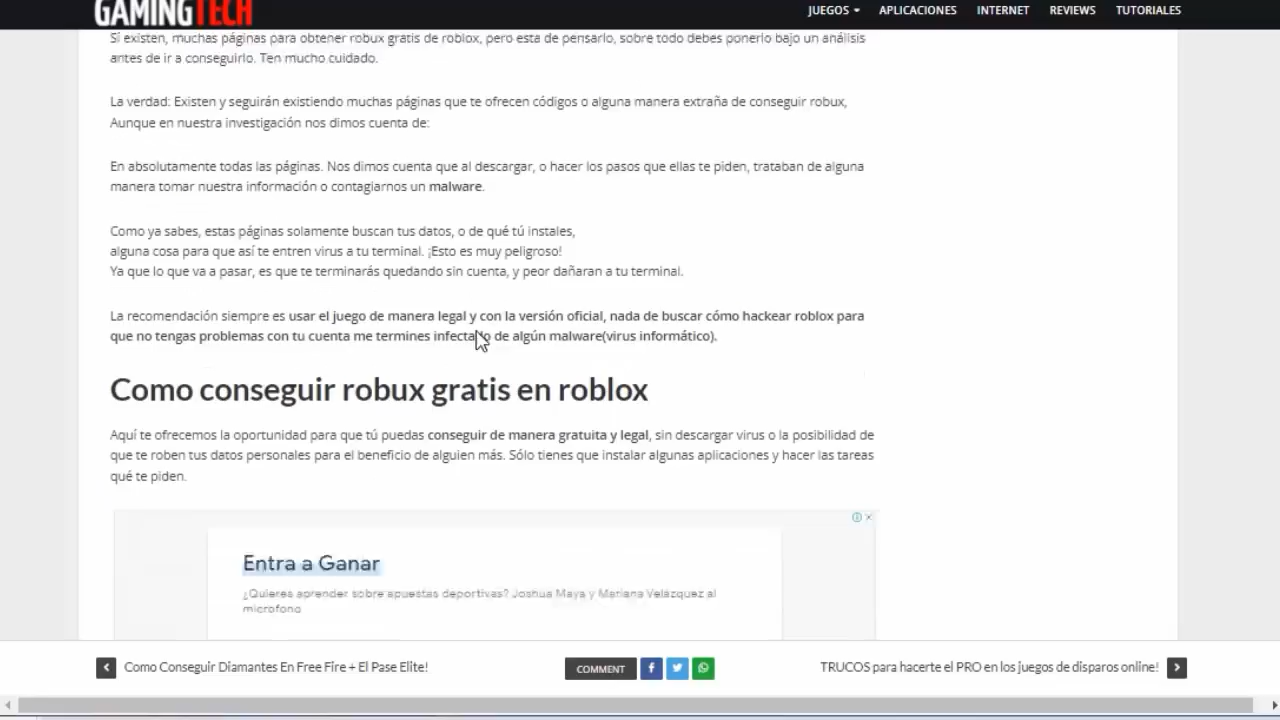 GAMINGTECH
JUEGOS APLICACIONES INTERNET REVIEWS TUTORIALES
Sí existen, muchas páginas para obtener robux gratis de roblox, pero esta de pensarlo, sobre todo debes ponerlo bajo un análisis
antes de ir a conseguirlo. Ten mucho cuidado.
La verdad: Existen y seguirán existiendo muchas páginas que te ofrecen códigos o alguna manera extraña de conseguir robux,
Aunque en nuestra investigación nos dimos cuenta de:
En absolutamente todas las páginas. Nos dimos cuenta que al descargar, o hacer los pasos que ellas te piden, trataban de alguna
manera tomar nuestra información o contagiarnos un malware.
Como ya sabes, estas páginas solamente buscan tus datos, o de qué tú instales,
alguna cosa para que así te entren virus a tu terminal. ¡Esto es muy peligroso!
Ya que lo que va a pasar, es que te terminarás quedando sin cuenta, y peor dañaran a tu terminal.
La recomendación siempre es usar el juego de manera legal y con la versión oficial, nada de buscar cómo hackear roblox para
que no tengas problemas con tu cuenta me termines infectado de algún malware(virus informático).
Como conseguir robux gratis en roblox
Aquí te ofrecemos la oportunidad para que tú puedas conseguir de manera gratuita y legal, sin descargar virus o la posibilidad de
que te roben tus datos personales para el beneficio de alguien más. Sólo tienes que instalar algunas aplicaciones y hacer las tareas
qué te piden.
Entra a Ganar
¿Quieres aprender sobre apuestas deportivas? Joshua Maya y Mariana Velázquez al
microfono
Como Conseguir Diamantes En Free Fire + El Pase Elite!
COMMENT
TRUCOS para hacerte el PRO en los juegos de disparos online!